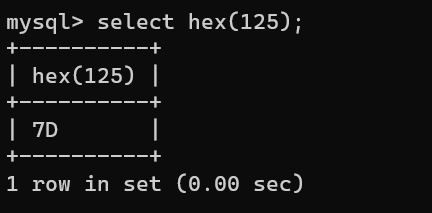 mysql> select hex(125);
+----------+
| hex(125) |
+----------+
| 7D       |
+----------+
1 row in set (0.00 sec)